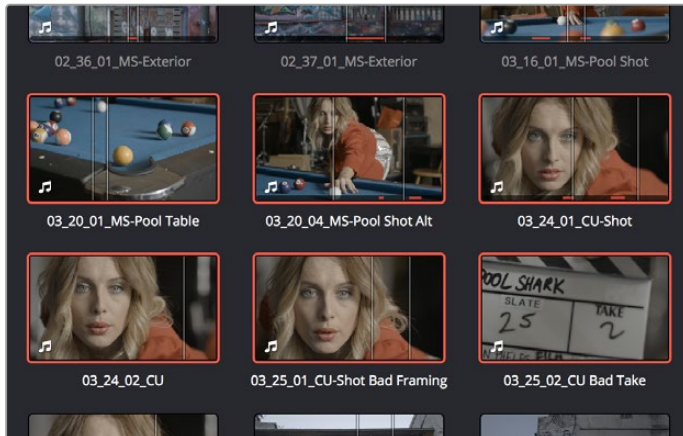 02_36_01_MS-Exterior
02_37_01_MS-Exterior
03_16_01_MS-Pool Shot
03_20_01_MS-Pool Table
03_20_04_MS-Pool Shot Alt
03_24_01_CU-Shot
POOL SHARK
SLATE
TAKE
25
2
FILM
03_24_02_CU
03_25_01_CU-Shot Bad Framing
03_25_02_CU Bad Take